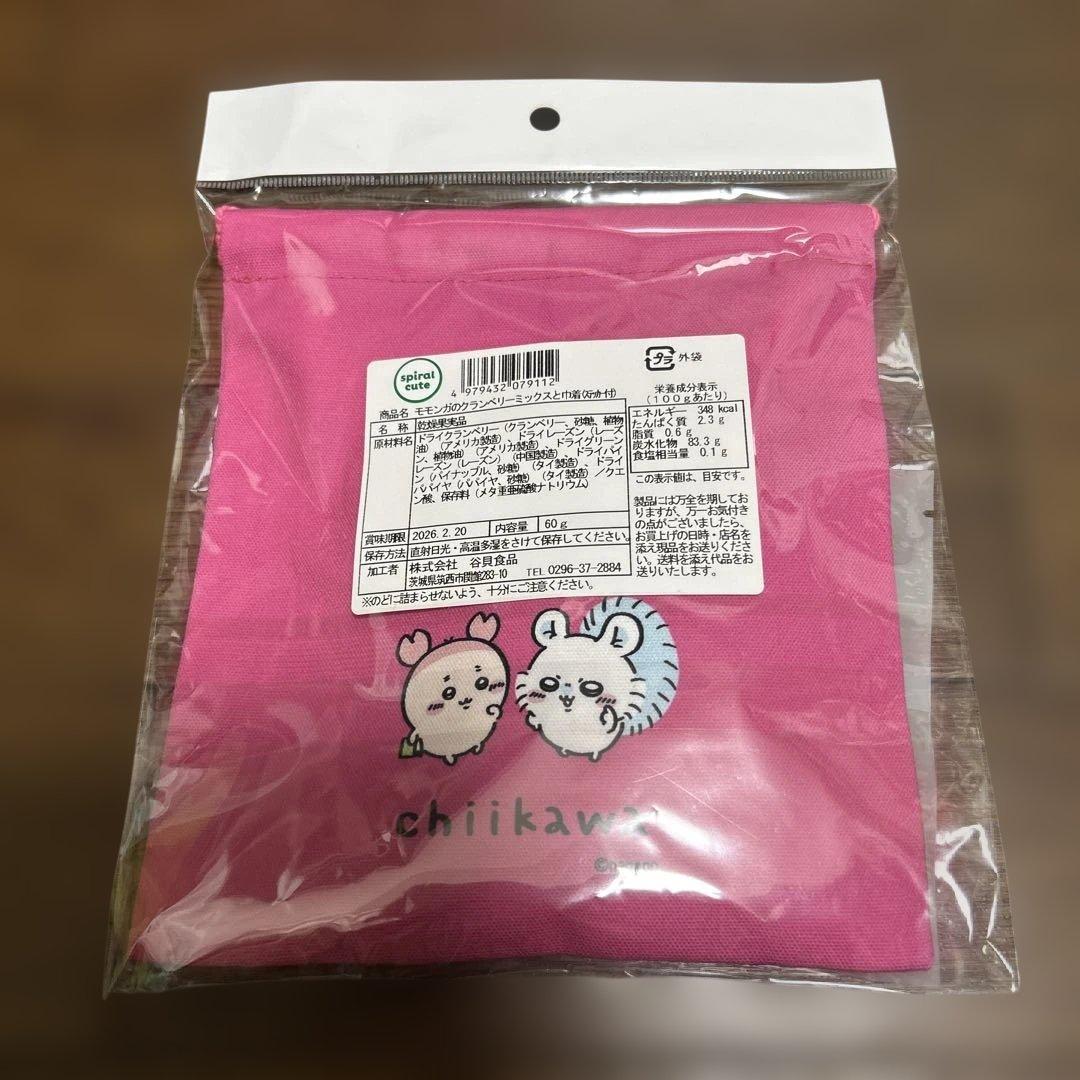 spiral
cute
4 979432 079112
プラ 外袋
商品名 モモンガのクランベリーミックスと巾着(ステッカー付)
名 称 乾燥果実品
原材料名 ドライクランベリー(クランベリー、砂糖、植物
油)(アメリカ製造)、ドライレーズン(レーズ
ン、植物油)(アメリカ製造)、ドライグリーン
レーズン(レーズン)(中国製造)、ドライパイ
ン(パイナップル、砂糖)(タイ製造)、ドライ
パパイヤ(パパイヤ、砂糖)(タイ製造)／クエ
ン酸、保存料(メタ重亜硫酸ナトリウム)
賞味期限 2026.2.20 内容量 60g
保存方法 直射日光・高温多湿をさけて保存してください。
加工者 株式会社 谷貝食品
茨城県筑西市関館283-10 TEL 0296-37-2884
※のどに詰まらせないよう、十分にご注意ください。
栄養成分表示
(100gあたり)
エネルギー 348 kcal
たんぱく質 2.3 g
脂質 0.6 g
炭水化物 83.3 g
食塩相当量 0.1 g
この表示値は、目安です。
製品には万全を期してお
りますが、万一お気付き
の点がございましたら、
お買上げの日時・店名を
添え現品をお送りくださ
い。送料を添え代品をお
送りいたします。
chiikawa